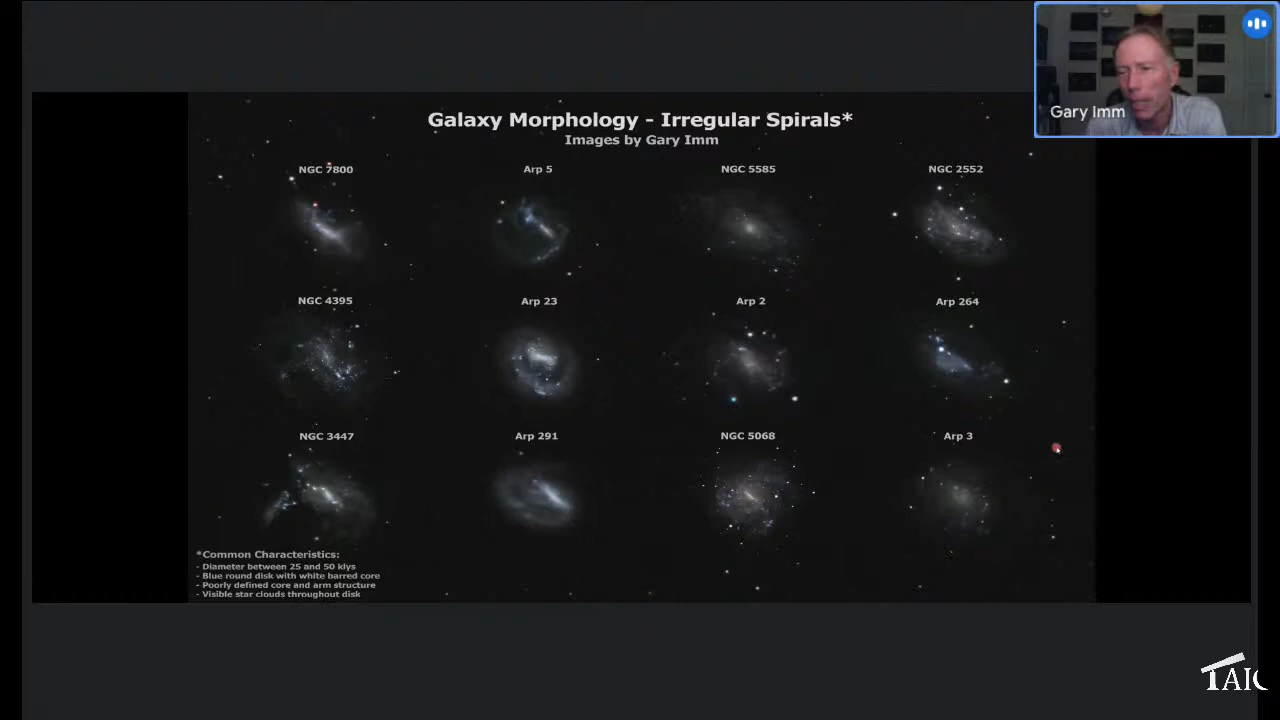 Gary Imm
Galaxy Morphology - Irregular Spirals*
Images by Gary Imm
NGC 7800
Arp 5
NGC 5585
NGC 2552
NGC 4395
Arp 23
Arp 2
Arp 264
NGC 3447
Arp 291
NGC 5068
Arp 3
*Common Characteristics:
- Diameter between 25 and 50 klys
- Blue round disk with white barred core
- Poorly defined core and arm structure
- Visible star clouds throughout disk
TAIC